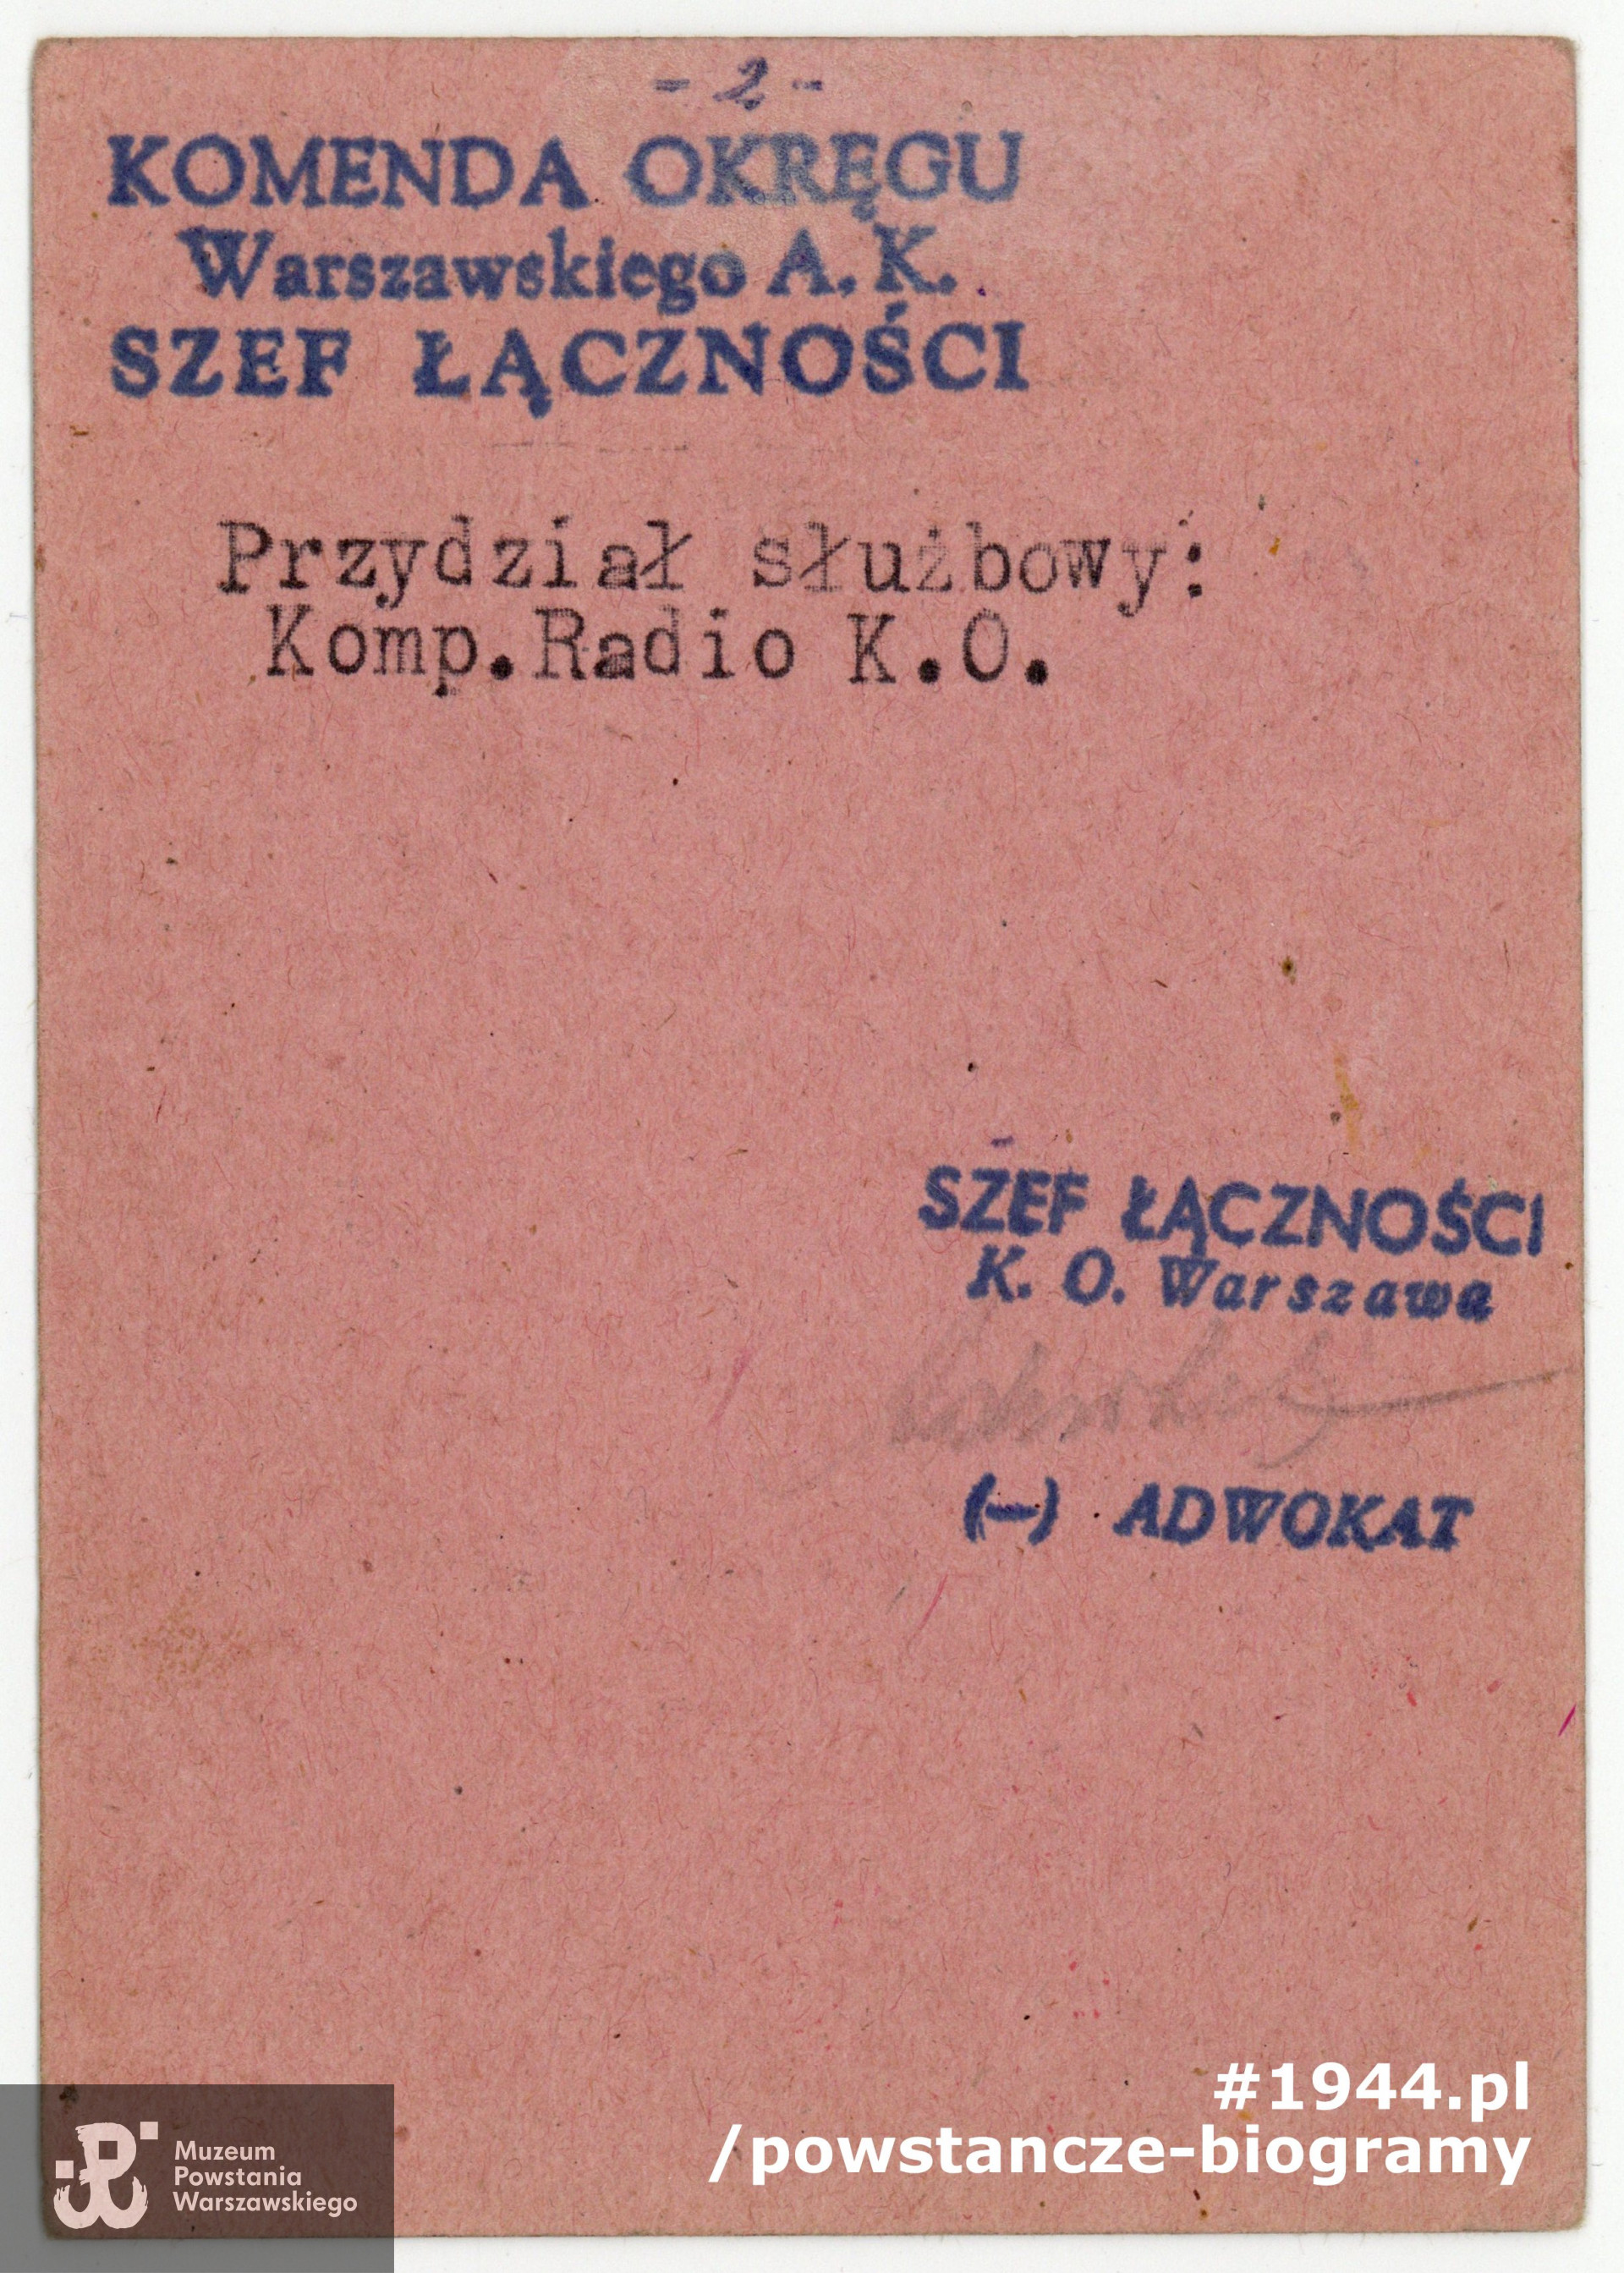 - 2 -
KOMENDA OKRĘGU
Warszawskiego A. K.
SZEF ŁĄCZNOŚCI
Przydział służbowy:
Komp.Radio K.O.
SZEF ŁĄCZNOŚCI
K. O. Warszawa
(—) ADWOKAT
#1944.pl
/powstancze-biogramy
Muzeum
Powstania
Warszawskiego